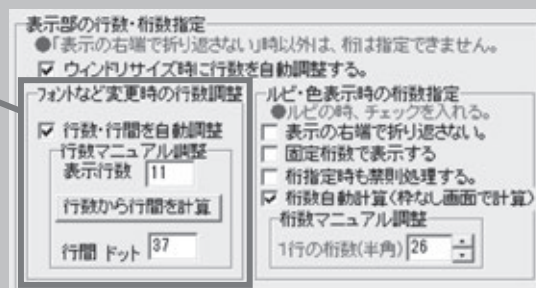 表示部の行数・桁数指定
●「表示の右端で折り返さない」時以外は、桁は指定できません。
ウィンドリサイズ時に行数を自動調整する。
フォントなど変更時の行数調整
行数・行間を自動調整
行数マニュアル調整
表示行数 11
行数から行間を計算
行間 ドット 37
ルビ・色表示時の桁数指定
●ルビの時、チェックを入れる。
表示の右端で折り返さない。
固定桁数で表示する
桁指定時も禁則処理する。
桁数自動計算(枠なし画面で計算)
桁数マニュアル調整
1行の桁数(半角) 26